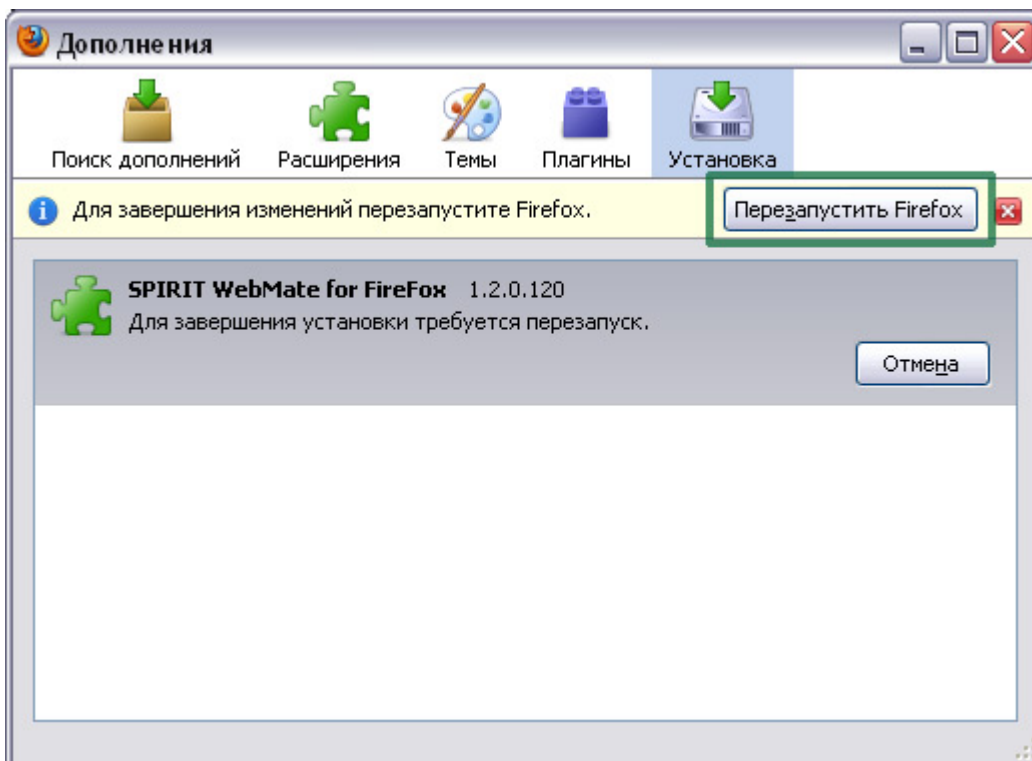 Дополнения
Поиск дополнений Расширения Темы Плагины Установка
Для завершения изменений перезапустите Firefox. Перезапустить Firefox
SPIRIT WebMate for FireFox 1.2.0.120
Для завершения установки требуется перезапуск.
Отмена